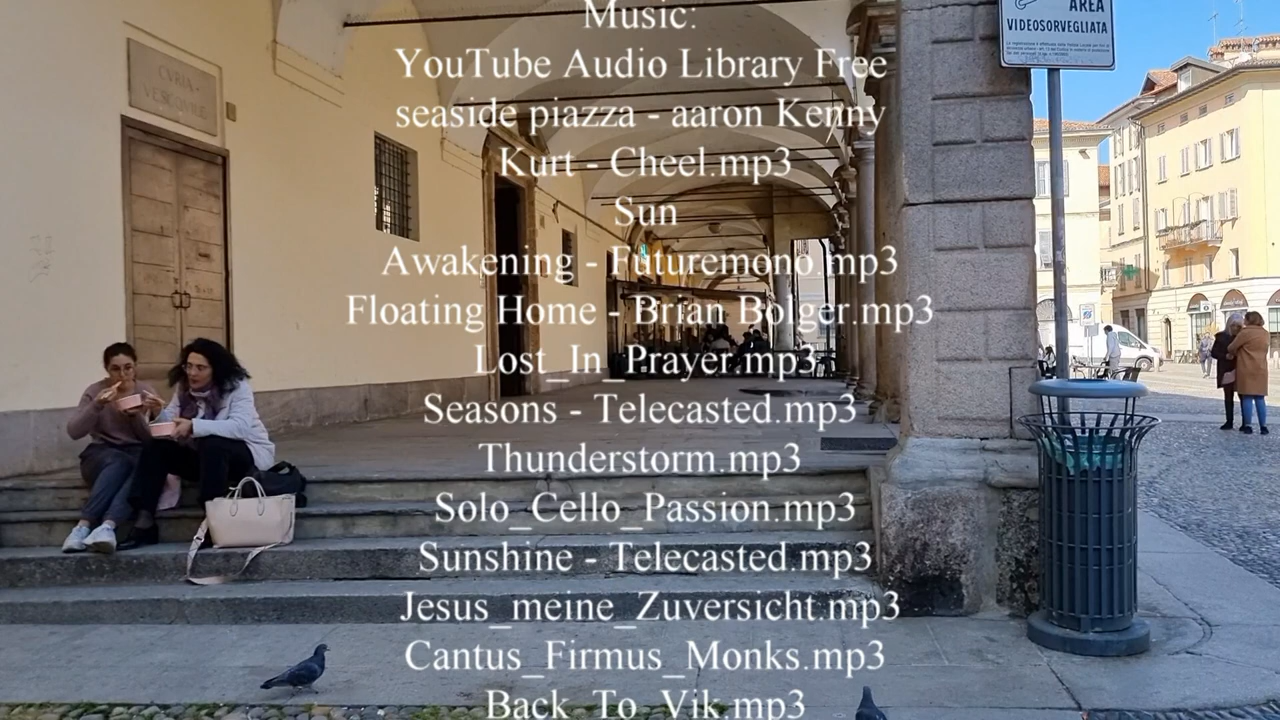 Music:
YouTube Audio Library Free
seaside piazza - aaron Kenny
Kurt - Cheel.mp3
Sun
Awakening - Futuremono.mp3
Floating Home - Brian Bolger.mp3
Lost_In_Prayer.mp3
Seasons - Telecasted.mp3
Thunderstorm.mp3
Solo_Cello_Passion.mp3
Sunshine - Telecasted.mp3
Jesus_meine_Zuversicht.mp3
Cantus_Firmus_Monks.mp3
Back_To_Vik.mp3
CVRIA
VESCOVILE
AREA
VIDEOSORVEGLIATA